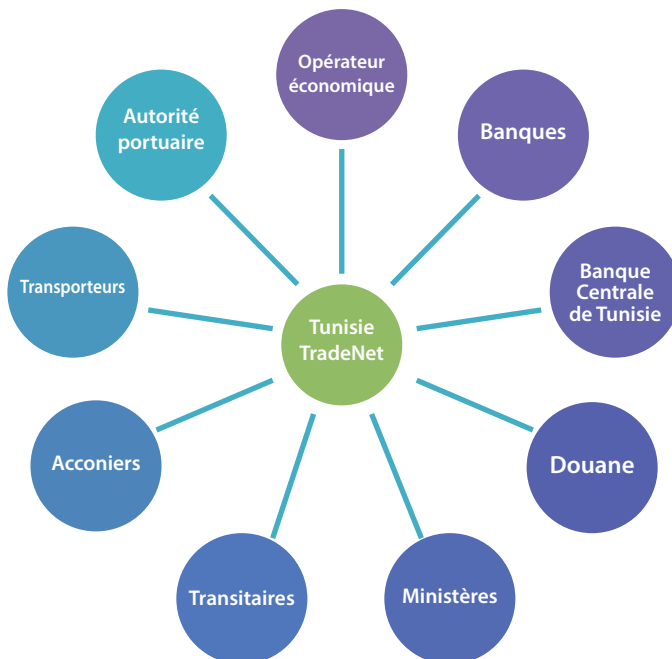 Opérateur
économique
Banques
Banque
Centrale
de Tunisie
Douane
Ministères
Transitaires
Acconiers
Transporteurs
Autorité
portuaire
Tunisie
TradeNet